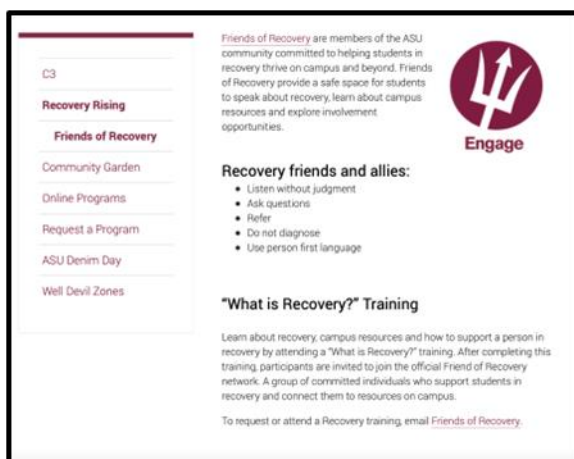 C3
Recovery Rising
Friends of Recovery
Community Garden
Online Programs
Request a Program
ASU Denim Day
Well Devil Zones
Friends of Recovery are members of the ASU
community committed to helping students in
recovery thrive on campus and beyond. Friends
of Recovery provide a safe space for students
to speak about recovery, learn about campus
resources and explore involvement
opportunities.
Engage
Recovery friends and allies:
• Listen without judgment
• Ask questions
• Refer
• Do not diagnose
• Use person first language
"What is Recovery?" Training
Learn about recovery, campus resources and how to support a person in
recovery by attending a "What is Recovery?" training. After completing this
training, participants are invited to join the official Friend of Recovery
network. A group of committed individuals who support students in
recovery and connect them to resources on campus.
To request or attend a Recovery training, email Friends of Recovery.